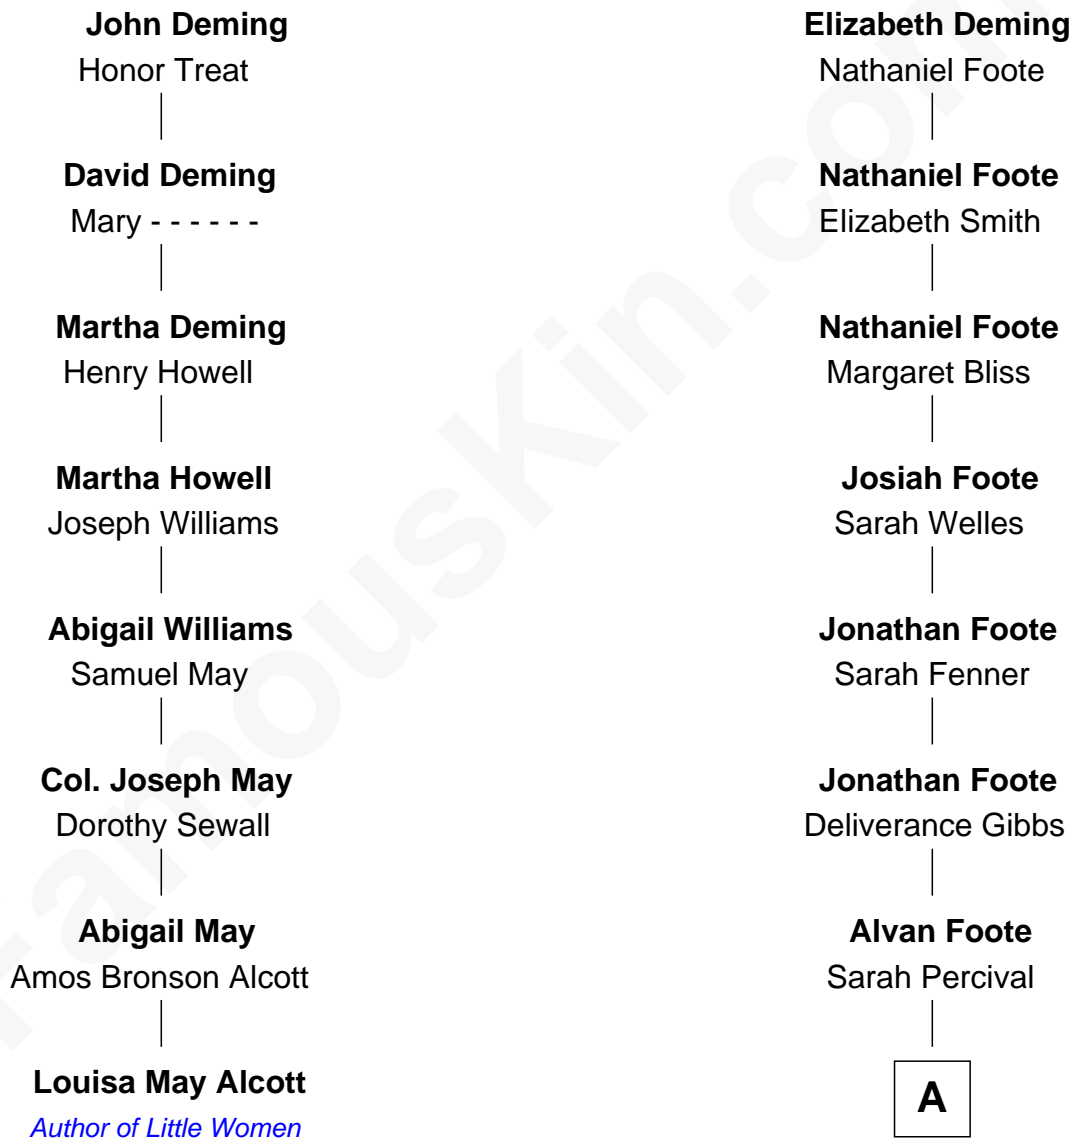 John Deming
Honor Treat
David Deming
Mary - - - - - -
Martha Deming
Henry Howell
Martha Howell
Joseph Williams
Abigail Williams
Samuel May
Col. Joseph May
Dorothy Sewall
Abigail May
Amos Bronson Alcott
Louisa May Alcott
Author of Little Women
Elizabeth Deming
Nathaniel Foote
Nathaniel Foote
Elizabeth Smith
Nathaniel Foote
Margaret Bliss
Josiah Foote
Sarah Welles
Jonathan Foote
Sarah Fenner
Jonathan Foote
Deliverance Gibbs
Alvan Foote
Sarah Percival
A
FamousKin.com